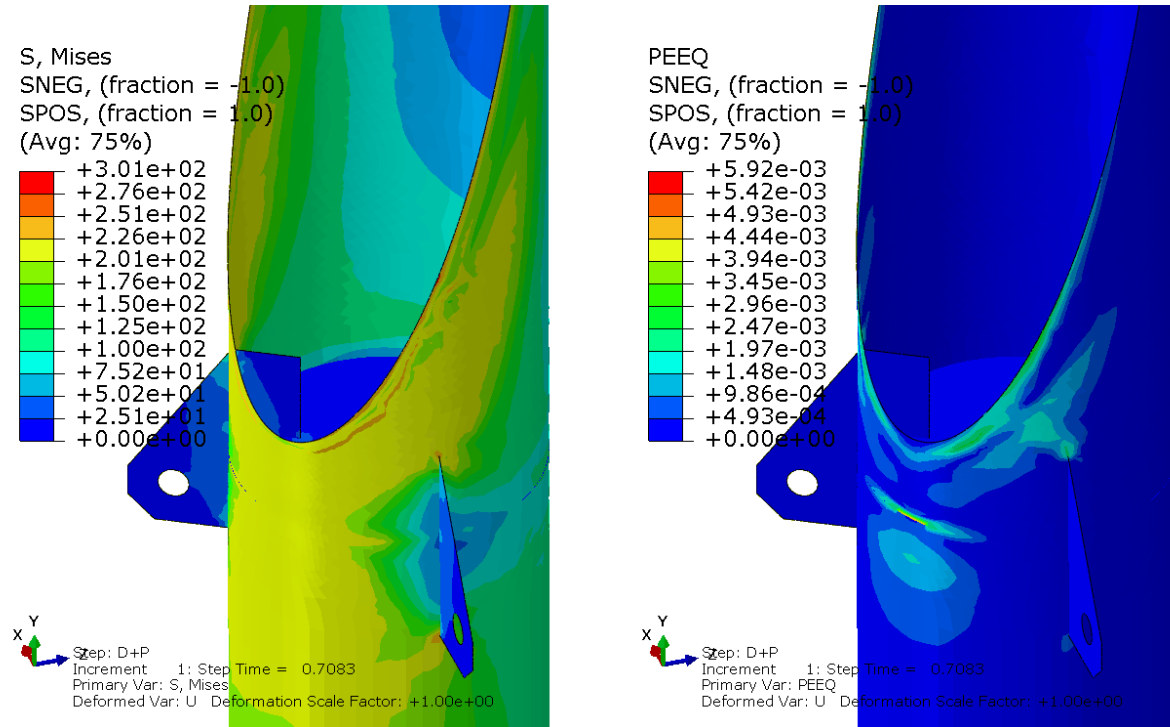 S, Mises
SNEG, (fraction = -1.0)
SPOS, (fraction = 1.0)
(Avg: 75%)
+3.01e+02
+2.76e+02
+2.51e+02
+2.26e+02
+2.01e+02
+1.76e+02
+1.50e+02
+1.25e+02
+1.00e+02
+7.52e+01
+5.02e+01
+2.51e+01
+0.00e+00
Y
X
Z
Step: D+P
Increment 1: Step Time = 0.7083
Primary Var: S, Mises
Deformed Var: U Deformation Scale Factor: +1.00e+00
PEEQ
SNEG, (fraction = -1.0)
SPOS, (fraction = 1.0)
(Avg: 75%)
+5.92e-03
+5.42e-03
+4.93e-03
+4.44e-03
+3.94e-03
+3.45e-03
+2.96e-03
+2.47e-03
+1.97e-03
+1.48e-03
+9.86e-04
+4.93e-04
+0.00e+00
Y
X
Z
Step: D+P
Increment 1: Step Time = 0.7083
Primary Var: PEEQ
Deformed Var: U Deformation Scale Factor: +1.00e+00